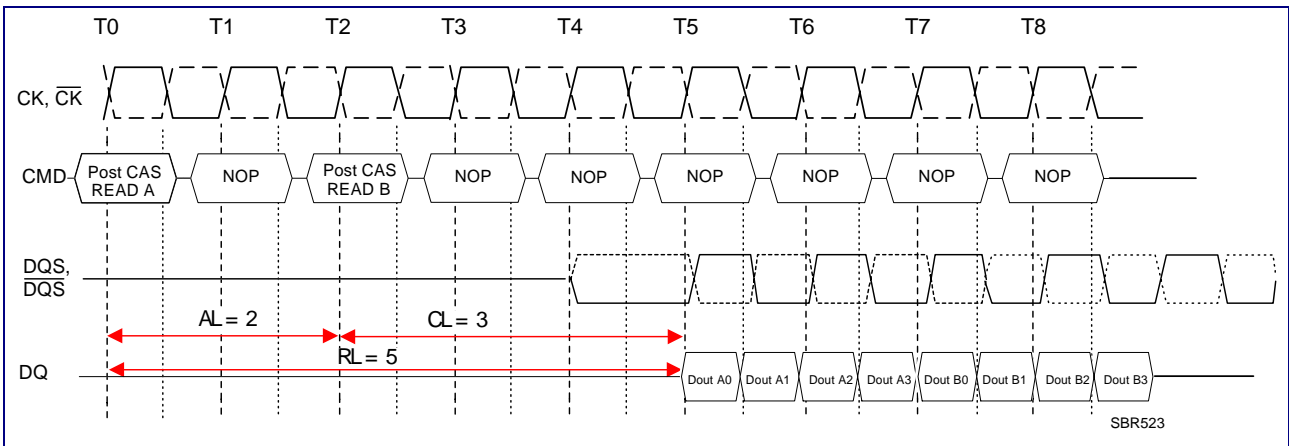 T0 T1 T2 T3 T4 T5 T6 T7 T8
CK, C̅K̅
CMD Post CAS READ A NOP Post CAS READ B NOP NOP NOP NOP NOP NOP
DQS,
D̅Q̅S̅
AL = 2 CL = 3
RL = 5
DQ Dout A0 Dout A1 Dout A2 Dout A3 Dout B0 Dout B1 Dout B2 Dout B3
SBR523